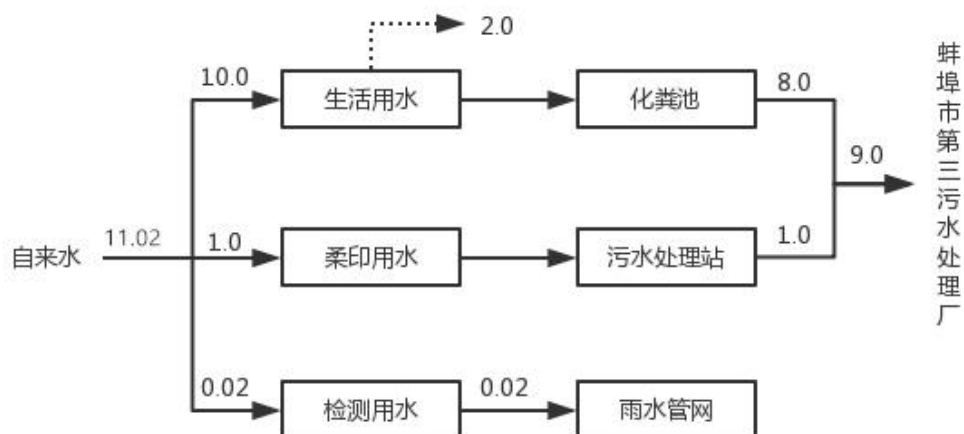 2.0
10.0
生活用水
化粪池
8.0
9.0
蚌埠市第三污水处理厂
自来水
11.02
1.0
柔印用水
污水处理站
1.0
0.02
检测用水
0.02
雨水管网